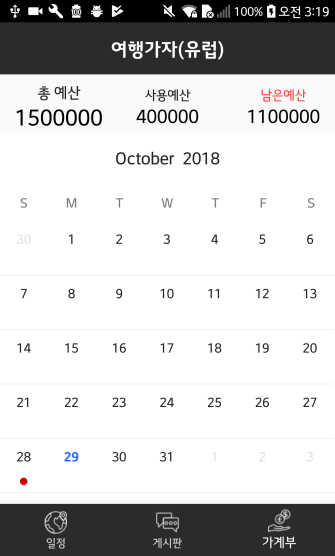 100% 오전 3:19
여행가자(유럽)
총 예산 사용예산 남은예산
1500000 400000 1100000
October 2018
S M T W T F S
30 1 2 3 4 5 6
7 8 9 10 11 12 13
14 15 16 17 18 19 20
21 22 23 24 25 26 27
28 29 30 31 1 2 3
일정 게시판 가계부